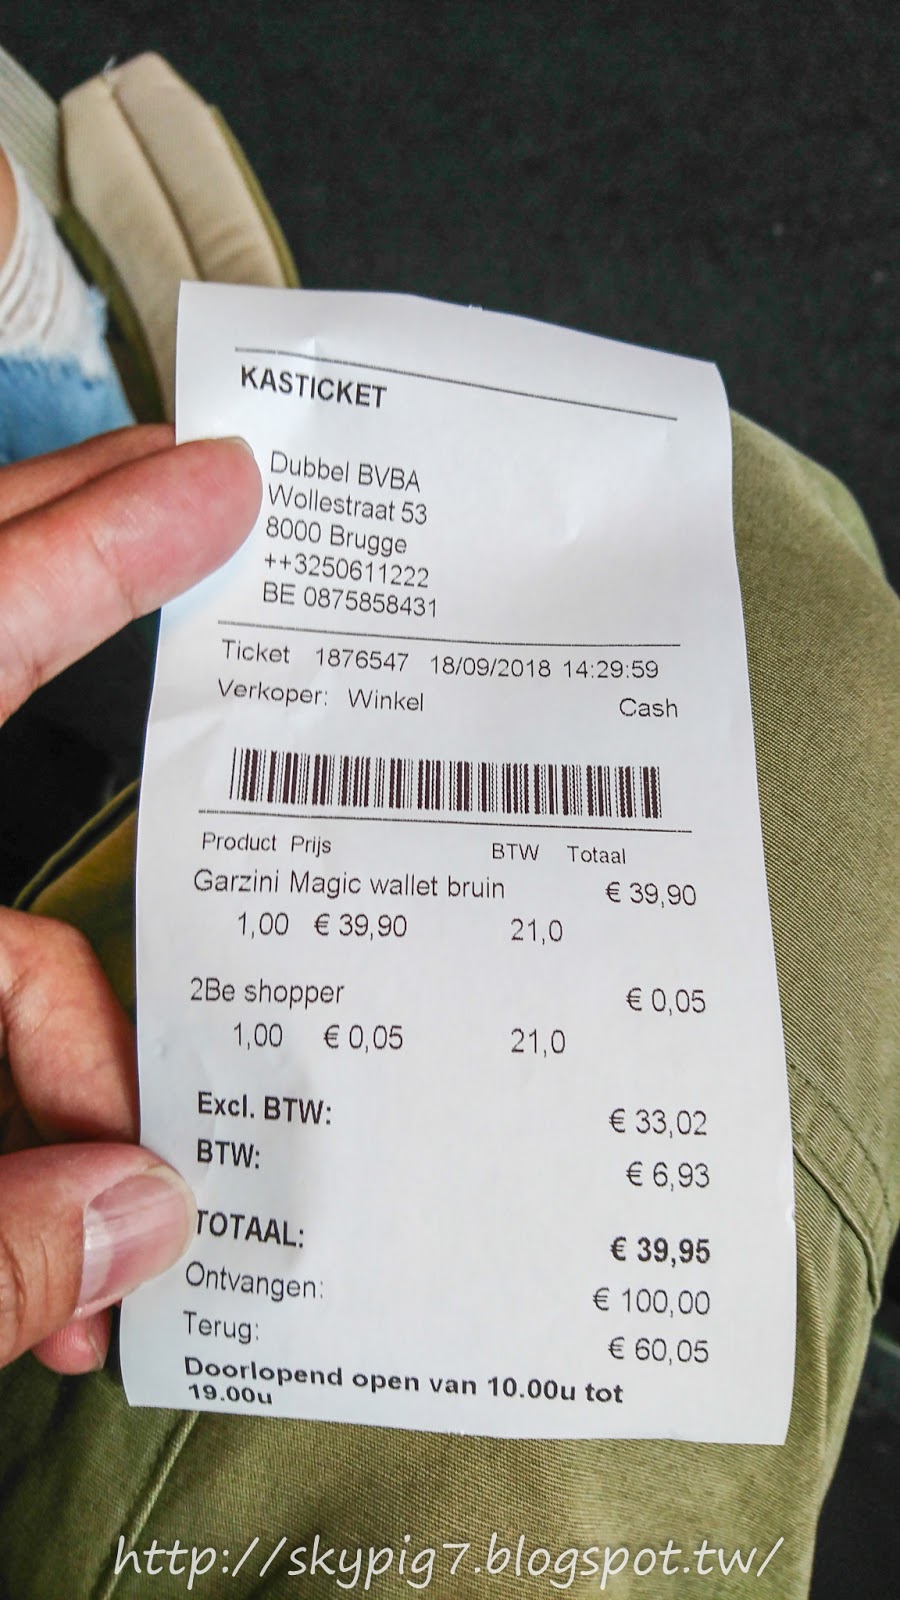 KASTICKET
Dubbel BVBA
Wollestraat 53
8000 Brugge
++3250611222
BE 0875858431
Ticket 1876547 18/09/2018 14:29:59
Verkoper: Winkel Cash
Product Prijs BTW Totaal
Garzini Magic wallet bruin € 39,90
1,00 € 39,90 21,0
2Be shopper € 0,05
1,00 € 0,05 21,0
Excl. BTW: € 33,02
BTW: € 6,93
TOTAAL: € 39,95
Ontvangen: € 100,00
Terug: € 60,05
Doorlopend open van 10.00u tot
19.00u
http://skypig7.blogspot.tw/